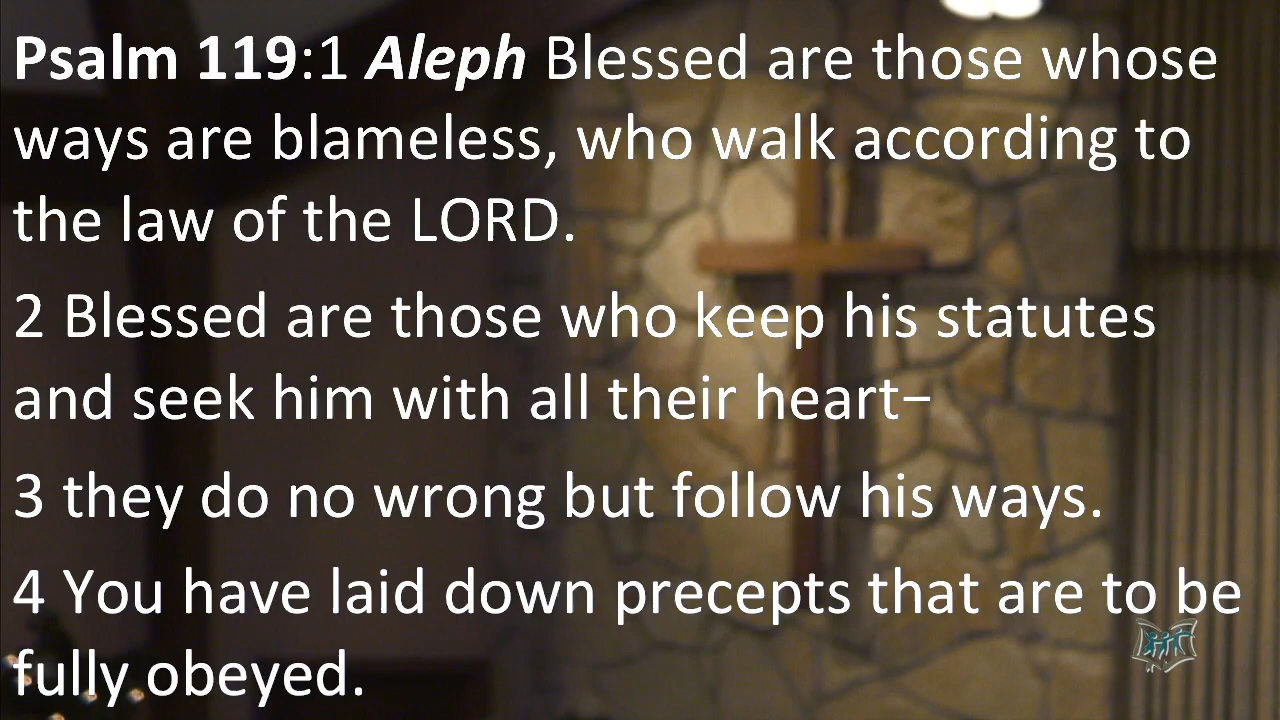 Psalm 119:1 Aleph Blessed are those whose
ways are blameless, who walk according to
the law of the LORD.
2 Blessed are those who keep his statutes
and seek him with all their heart–
3 they do no wrong but follow his ways.
4 You have laid down precepts that are to be
fully obeyed.